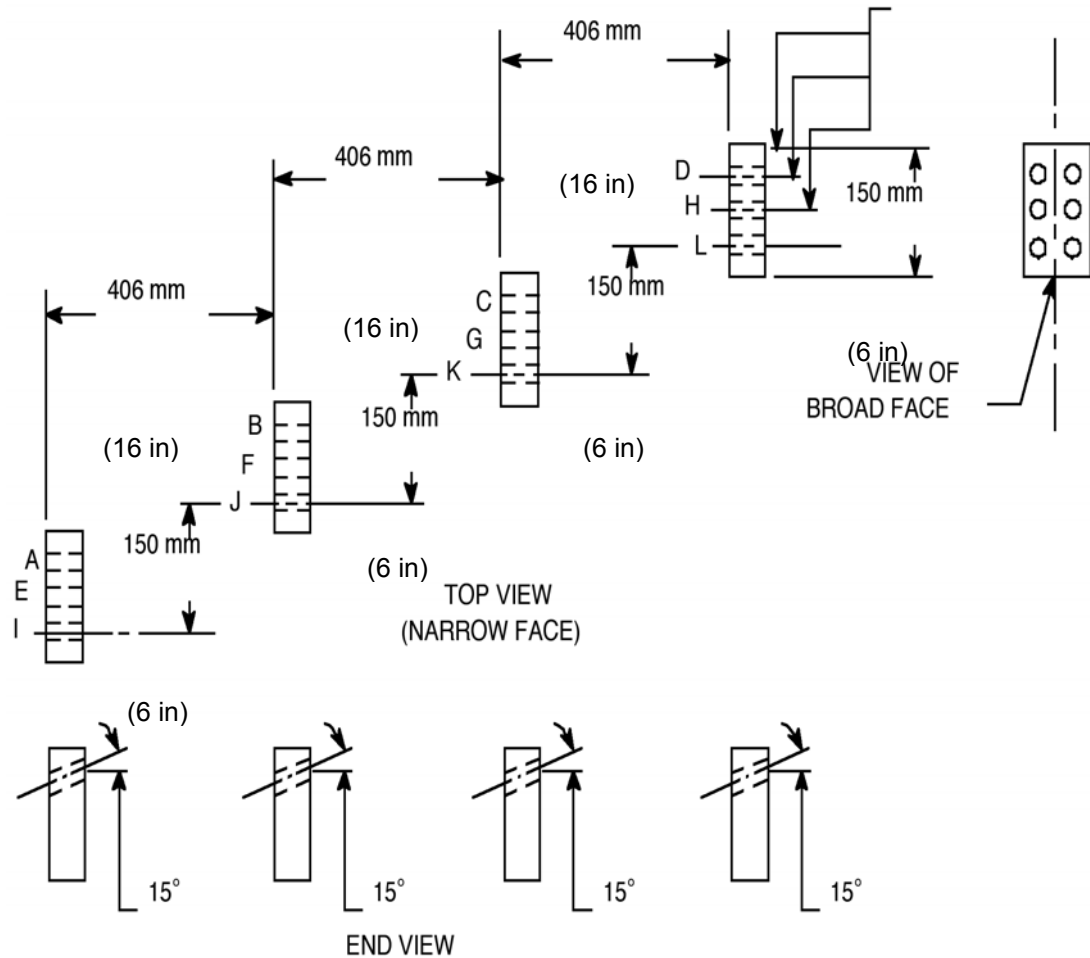 406 mm
406 mm
(16 in)
D
150 mm
H
L
406 mm
150 mm
C
(16 in)
G
(6 in)
K
VIEW OF
BROAD FACE
150 mm
B
(16 in)
(6 in)
F
J
150 mm
A
(6 in)
E
TOP VIEW
(NARROW FACE)
I
(6 in)
15° 15° 15° 15°
END VIEW